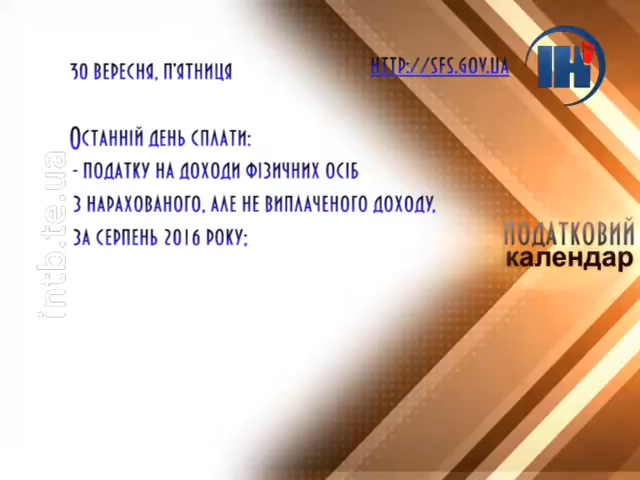 30 ВЕРЕСНЯ, П'ЯТНИЦЯ
HTTP://SFS.GOV.UA
ІНТБ
ОСТАННІЙ ДЕНЬ СПЛАТИ:
- ПОДАТКУ НА ДОХОДИ ФІЗИЧНИХ ОСІБ
З НАРАХОВАНОГО, АЛЕ НЕ ВИПЛАЧЕНОГО ДОХОДУ,
ЗА СЕРПЕНЬ 2016 РОКУ;
ПОДАТКОВИЙ
календар
intb.te.ua